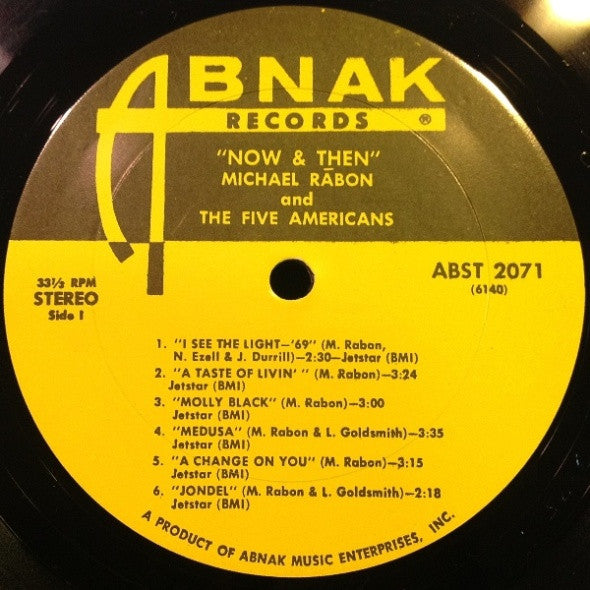 ABNAK
RECORDS ®
"NOW & THEN"
MICHAEL RĀBON
and
THE FIVE AMERICANS
33⅓ RPM
STEREO
Side I
ABST 2071
(6140)
1. "I SEE THE LIGHT—'69" (M. Rabon,
N. Ezell & J. Durrill)—2:30—Jetstar (BMI)
2. "A TASTE OF LIVIN' " (M. Rabon)—3:24
Jetstar (BMI)
3. "MOLLY BLACK" (M. Rabon)—3:00
Jetstar (BMI)
4. "MEDUSA" (M. Rabon & L. Goldsmith)—3:35
Jetstar (BMI)
5. "A CHANGE ON YOU" (M. Rabon)—3:15
Jetstar (BMI)
6. "JONDEL" (M. Rabon & L. Goldsmith)—2:18
Jetstar (BMI)
A PRODUCT OF ABNAK MUSIC ENTERPRISES, INC.